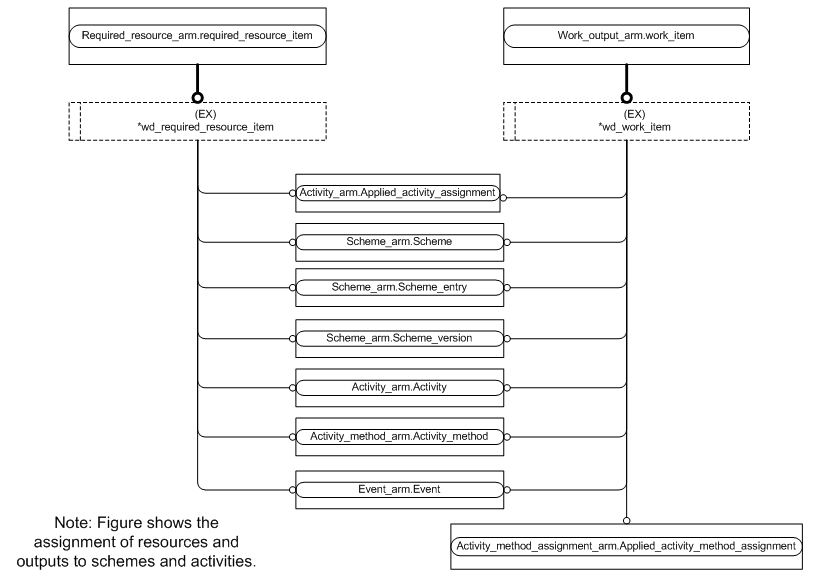 Required_resource_arm.required_resource_item
Work_output_arm.work_item
(EX)
*wd_required_resource_item
(EX)
*wd_work_item
Activity_arm.Applied_activity_assignment
Scheme_arm.Scheme
Scheme_arm.Scheme_entry
Scheme_arm.Scheme_version
Activity_arm.Activity
Activity_method_arm.Activity_method
Event_arm.Event
Activity_method_assignment_arm.Applied_activity_method_assignment
Note: Figure shows the
assignment of resources and
outputs to schemes and activities.